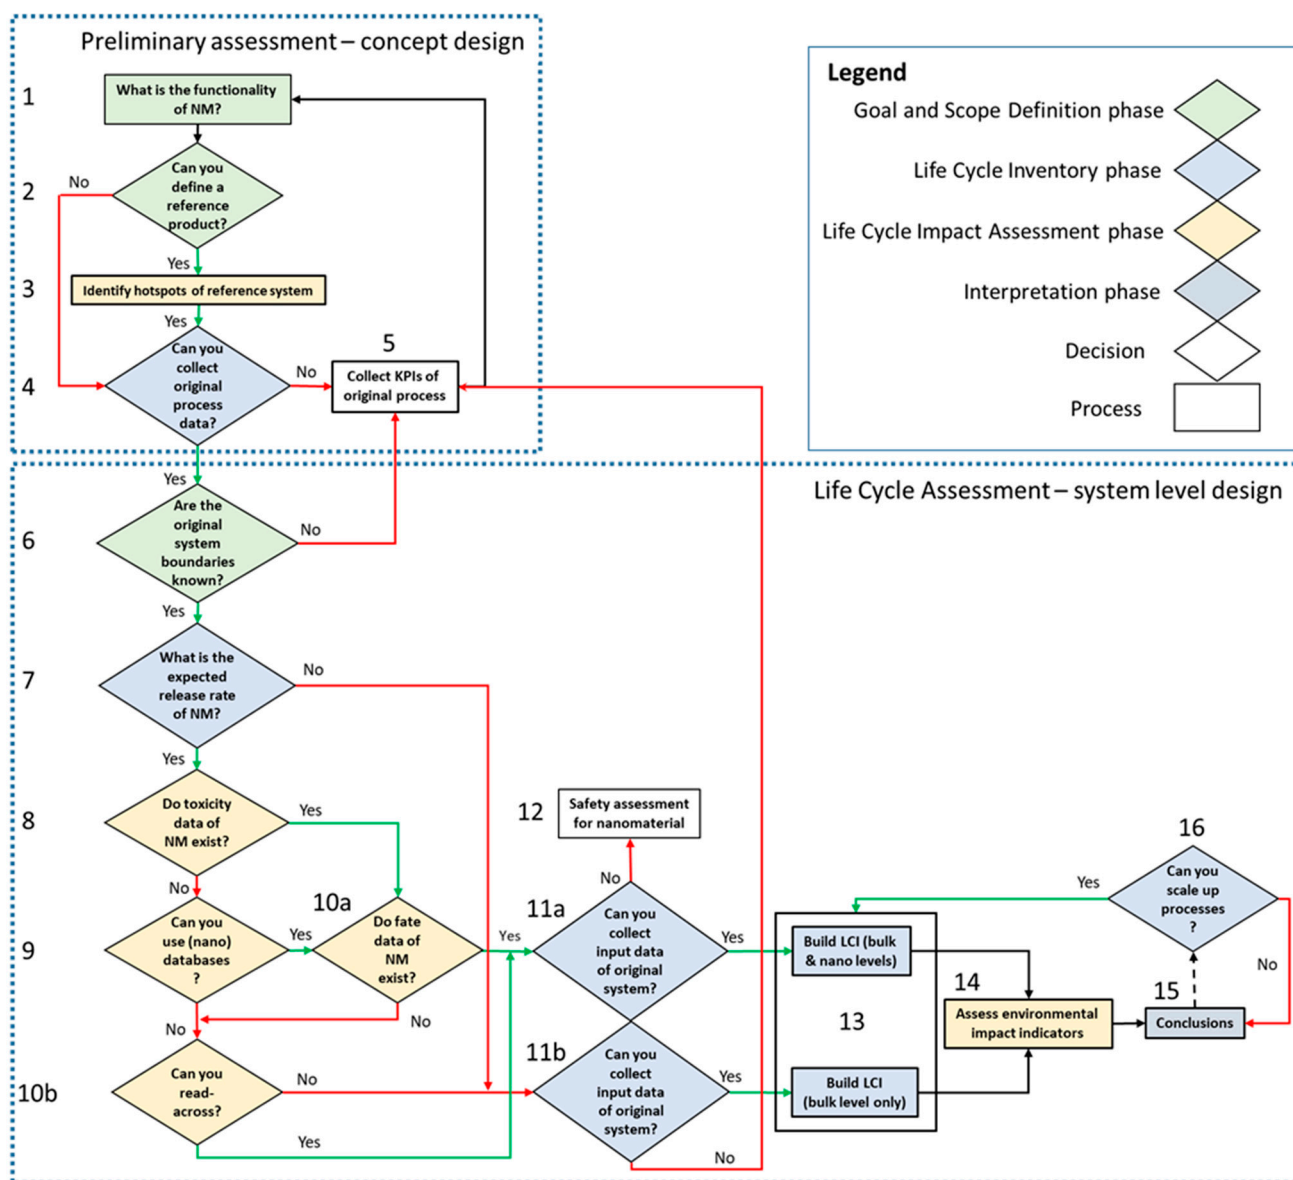 Preliminary assessment – concept design
1
What is the functionality
of NM?
2
No
Can you
define a
reference
product?
Yes
3
Identify hotspots of reference system
Yes
4
Can you
collect
original
process
data?
No
5
Collect KPIs of
original process
Legend
Goal and Scope Definition phase
Life Cycle Inventory phase
Life Cycle Impact Assessment phase
Interpretation phase
Decision
Process
Life Cycle Assessment – system level design
Yes
6
Are the
original
system
boundaries
known?
No
Yes
7
What is the
expected
release rate
of NM?
No
Yes
8
Do toxicity
data of
NM exist?
Yes
No
9
Can you
use (nano)
databases
?
Yes
10a
Do fate
data of
NM
exist?
Yes
No
No
10b
Can you
read-
across?
No
Yes
12
Safety assessment
for nanomaterial
No
11a
Can you
collect
input data
of original
system?
Yes
11b
Can you
collect
input data
of original
system?
Yes
No
Build LCI (bulk
& nano levels)
13
Build LCI
(bulk level only)
14
Assess environmental
impact indicators
15
Conclusions
16
Can you
scale up
processes
?
Yes
No